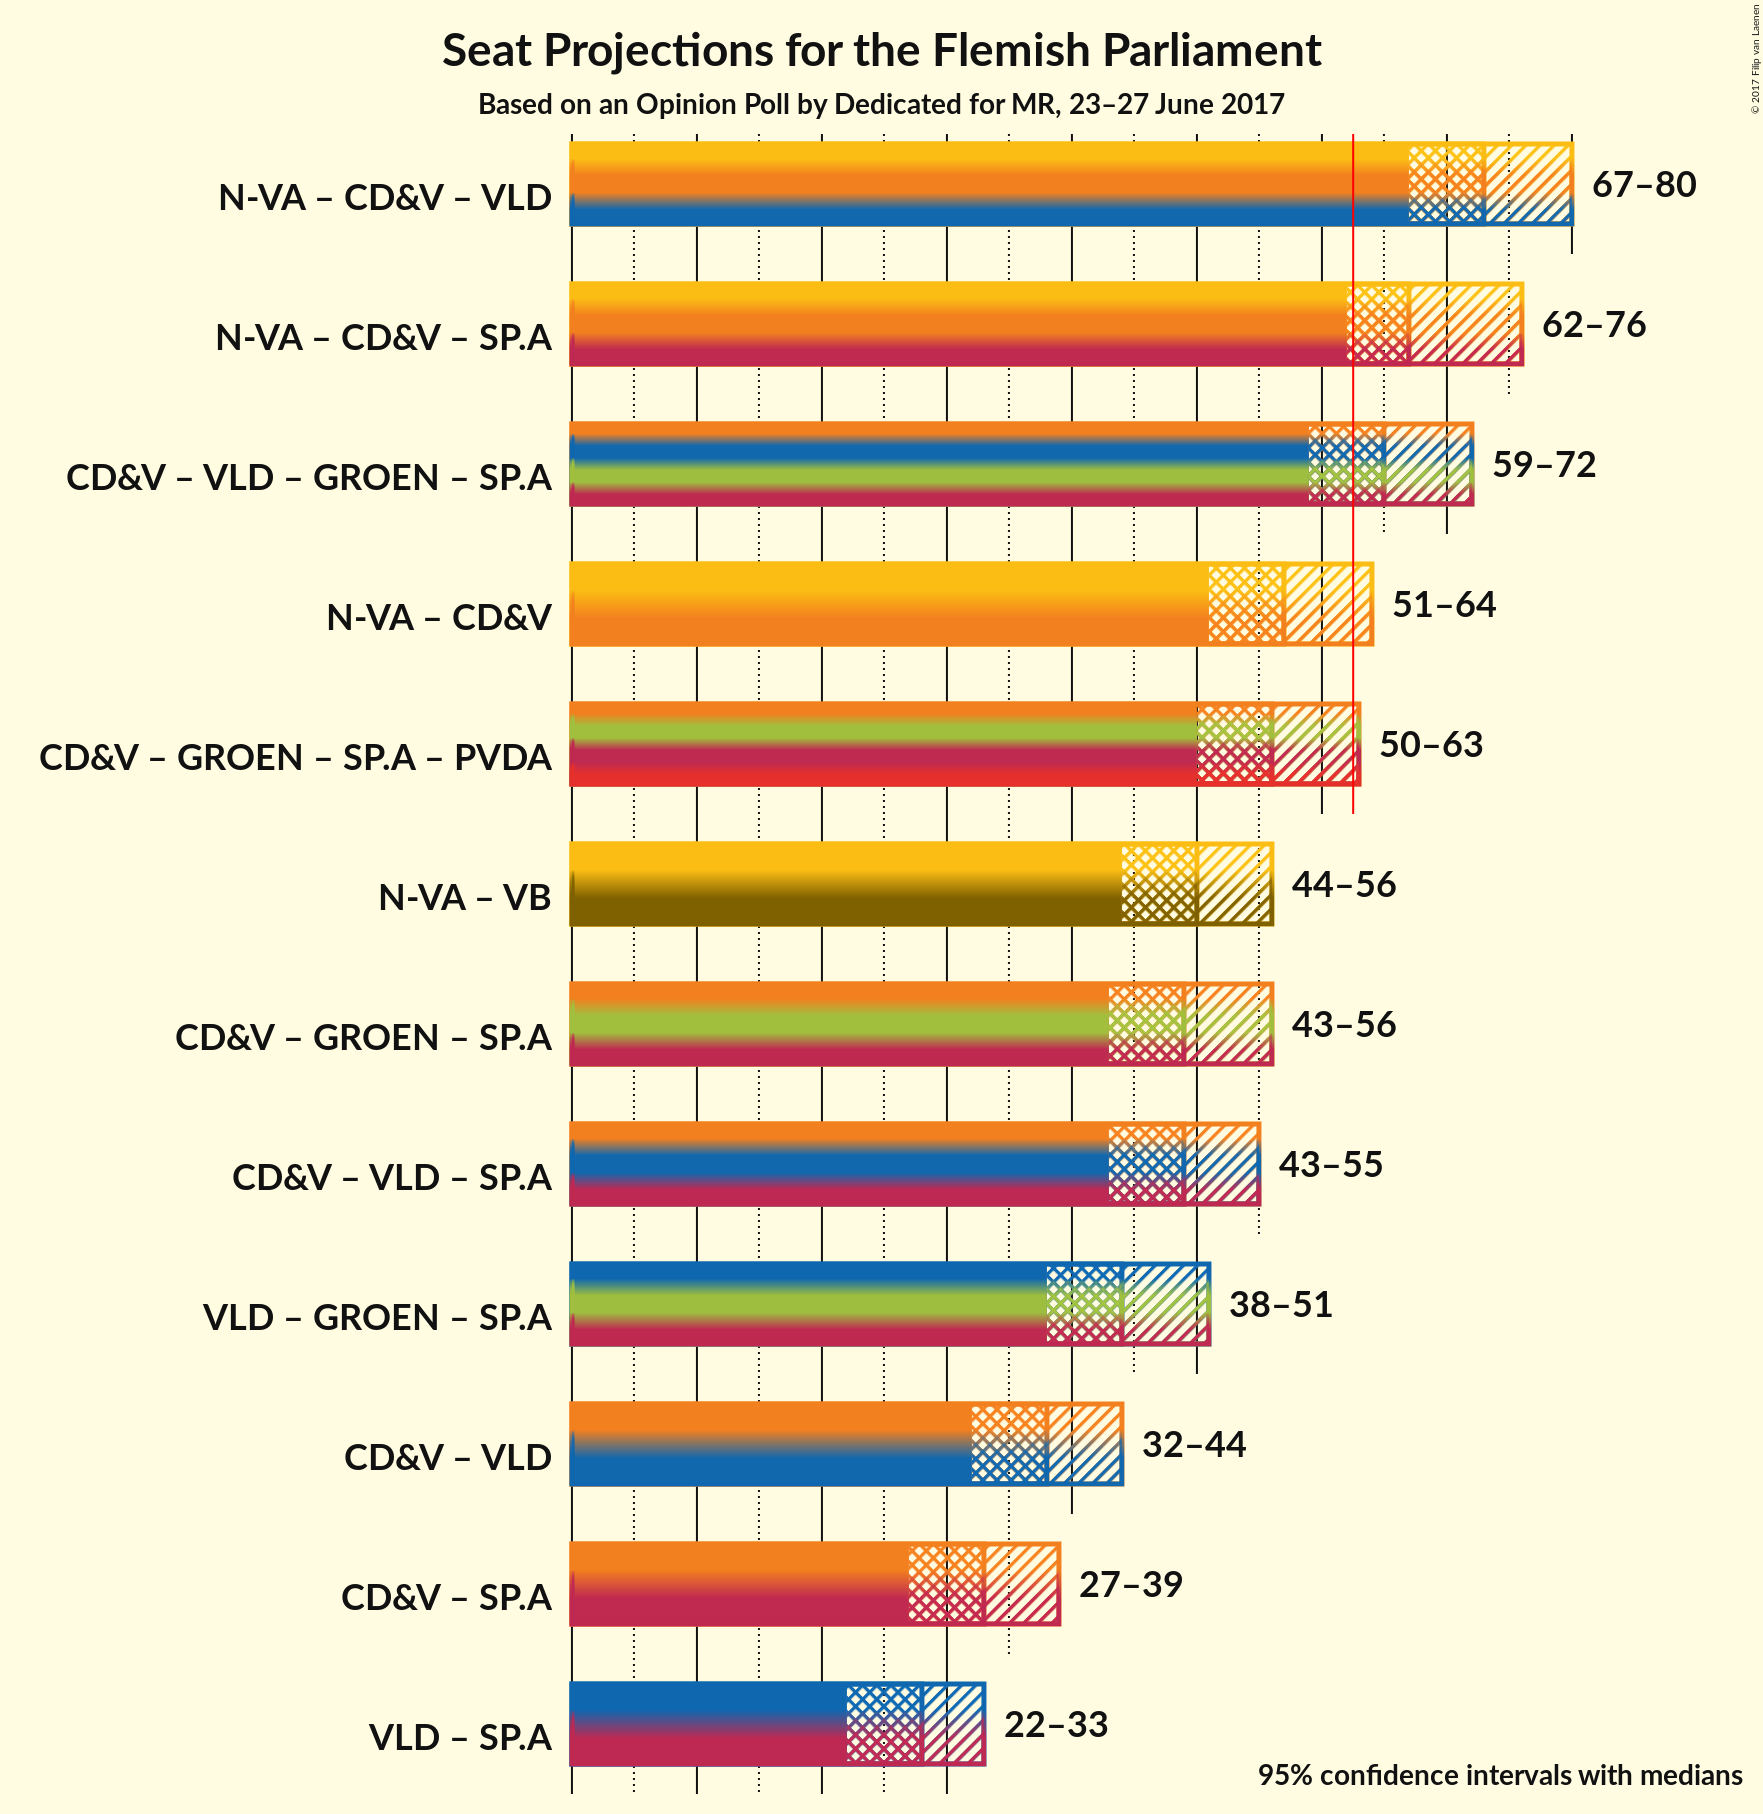 © 2017 Filip van Laenen
Seat Projections for the Flemish Parliament
Based on an Opinion Poll by Dedicated for MR, 23–27 June 2017
N-VA – CD&V – VLD
67–80
N-VA – CD&V – SP.A
62–76
CD&V – VLD – GROEN – SP.A
59–72
N-VA – CD&V
51–64
CD&V – GROEN – SP.A – PVDA
50–63
N-VA – VB
44–56
CD&V – GROEN – SP.A
43–56
CD&V – VLD – SP.A
43–55
VLD – GROEN – SP.A
38–51
CD&V – VLD
32–44
CD&V – SP.A
27–39
VLD – SP.A
22–33
95% confidence intervals with medians